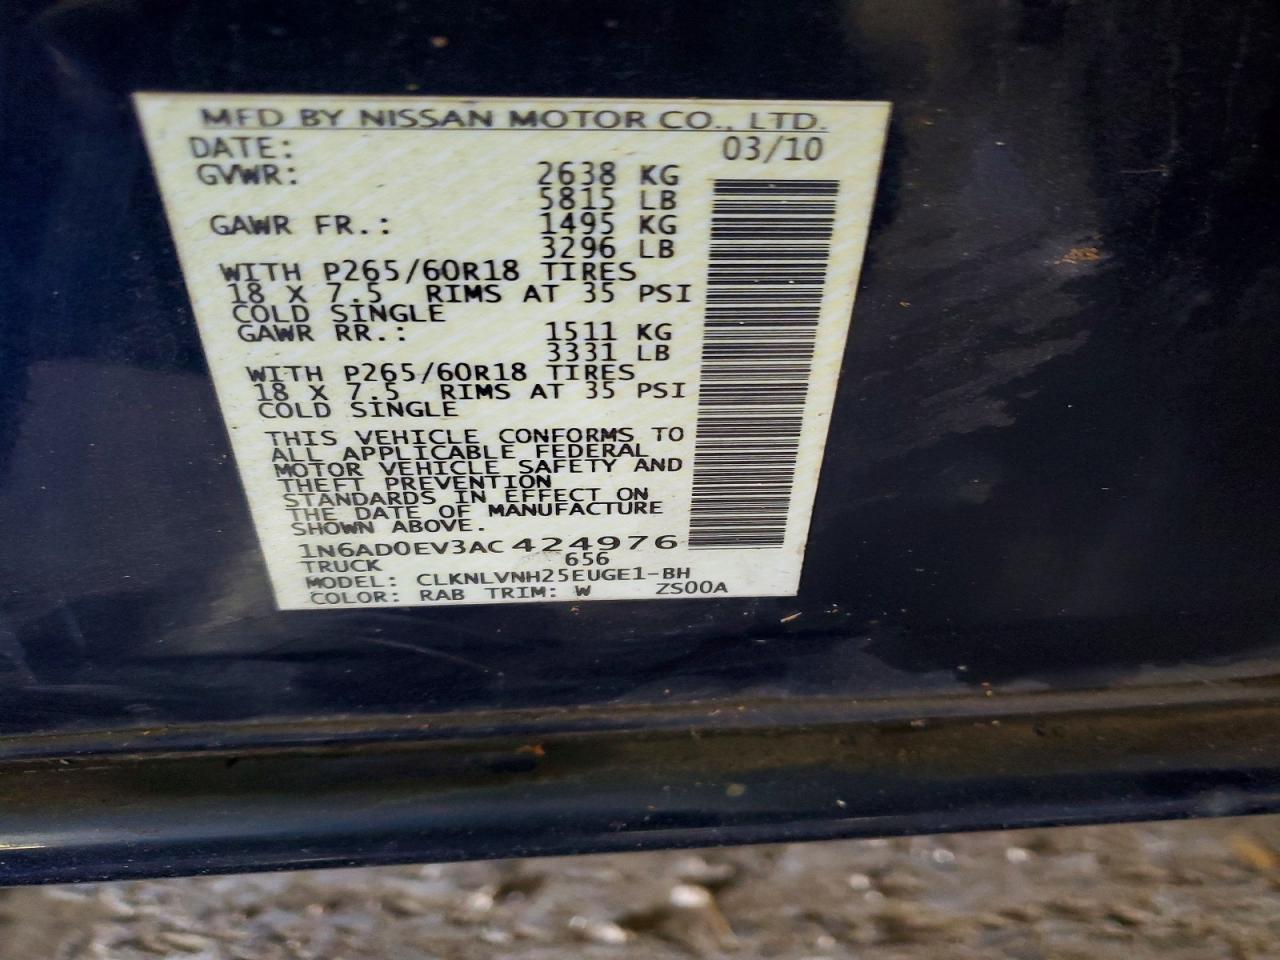 MFD BY NISSAN MOTOR CO., LTD.
DATE: 03/10
GVWR: 2638 KG
5815 LB
GAWR FR.: 1495 KG
3296 LB
WITH P265/60R18 TIRES
18 X 7.5 RIMS AT 35 PSI
COLD SINGLE
GAWR RR.: 1511 KG
3331 LB
WITH P265/60R18 TIRES
18 X 7.5 RIMS AT 35 PSI
COLD SINGLE
THIS VEHICLE CONFORMS TO
ALL APPLICABLE FEDERAL
MOTOR VEHICLE SAFETY AND
THEFT PREVENTION
STANDARDS IN EFFECT ON
THE DATE OF MANUFACTURE
SHOWN ABOVE.
1N6AD0EV3AC424976
TRUCK 656
MODEL: CLKNLVNH25EUGE1-BH
COLOR: RAB TRIM: W ZS00A